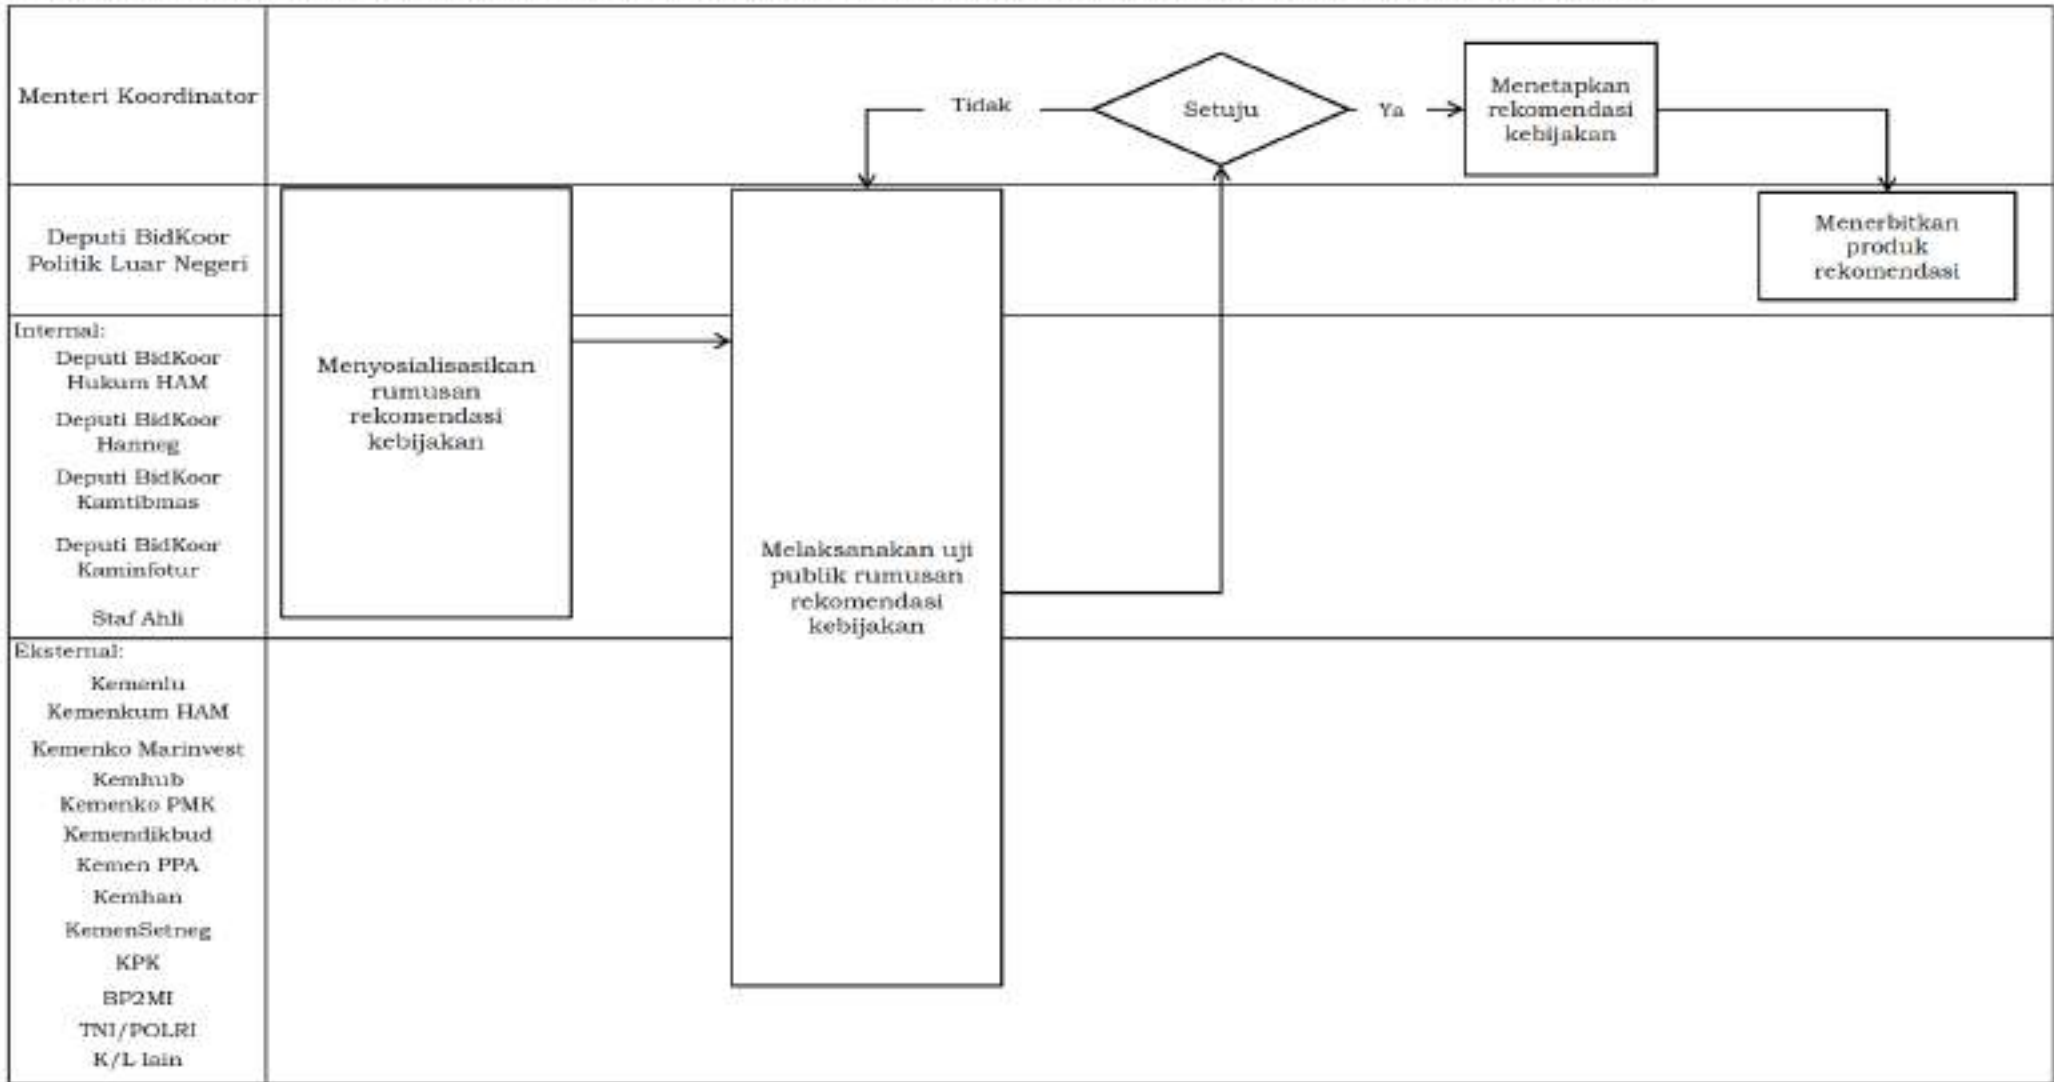 Menteri Koordinator
Tidak
Setuju
Ya
Menetapkan
rekomendasi
kebijakan
Deputi BidKoor
Politik Luar Negeri
Menerbitkan
produk
rekomendasi
Internal:
Deputi BidKoor
Hukum HAM
Deputi BidKoor
Hanneg
Deputi BidKoor
Kamtibmas
Deputi BidKoor
Kaminfotur
Staf Ahli
Menyosialisasikan
rumusan
rekomendasi
kebijakan
Melaksanakan uji
publik rumusan
rekomendasi
kebijakan
Eksternal:
Kemenlu
Kemenkum HAM
Kemenko Marinvest
Kemhub
Kemenko PMK
Kemendikbud
Kemen PPA
Kemhan
KemenSetneg
KPK
BP2MI
TNI/POLRI
K/L lain